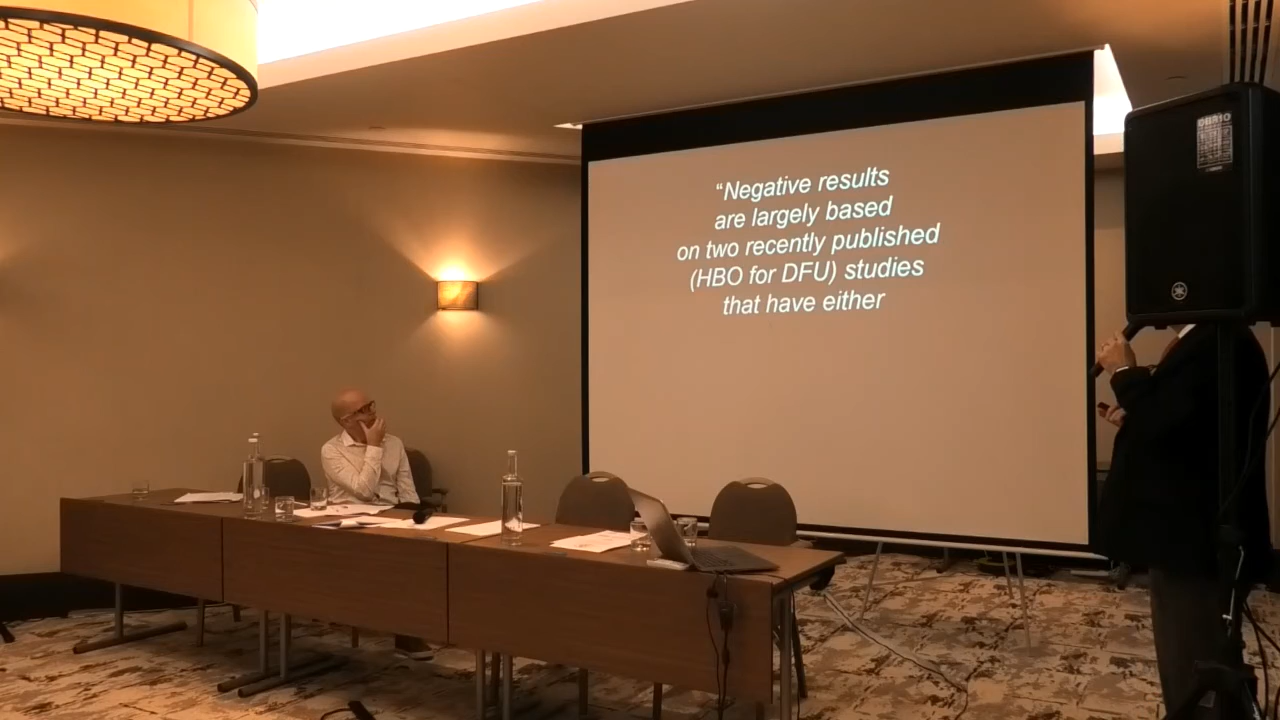 “Negative results
are largely based
on two recently published
(HBO for DFU) studies
that have either